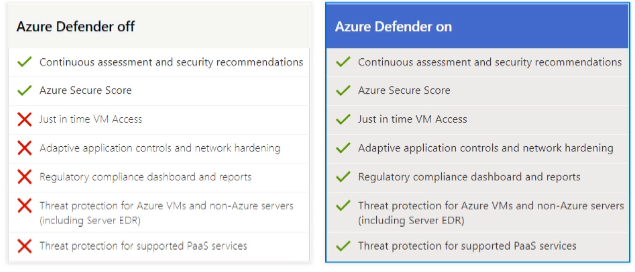 Azure Defender off
Continuous assessment and security recommendations
Azure Secure Score
Just in time VM Access
Adaptive application controls and network hardening
Regulatory compliance dashboard and reports
Threat protection for Azure VMs and non-Azure servers
(including Server EDR)
Threat protection for supported PaaS services
Azure Defender on
Continuous assessment and security recommendations
Azure Secure Score
Just in time VM Access
Adaptive application controls and network hardening
Regulatory compliance dashboard and reports
Threat protection for Azure VMs and non-Azure servers
(including Server EDR)
Threat protection for supported PaaS services